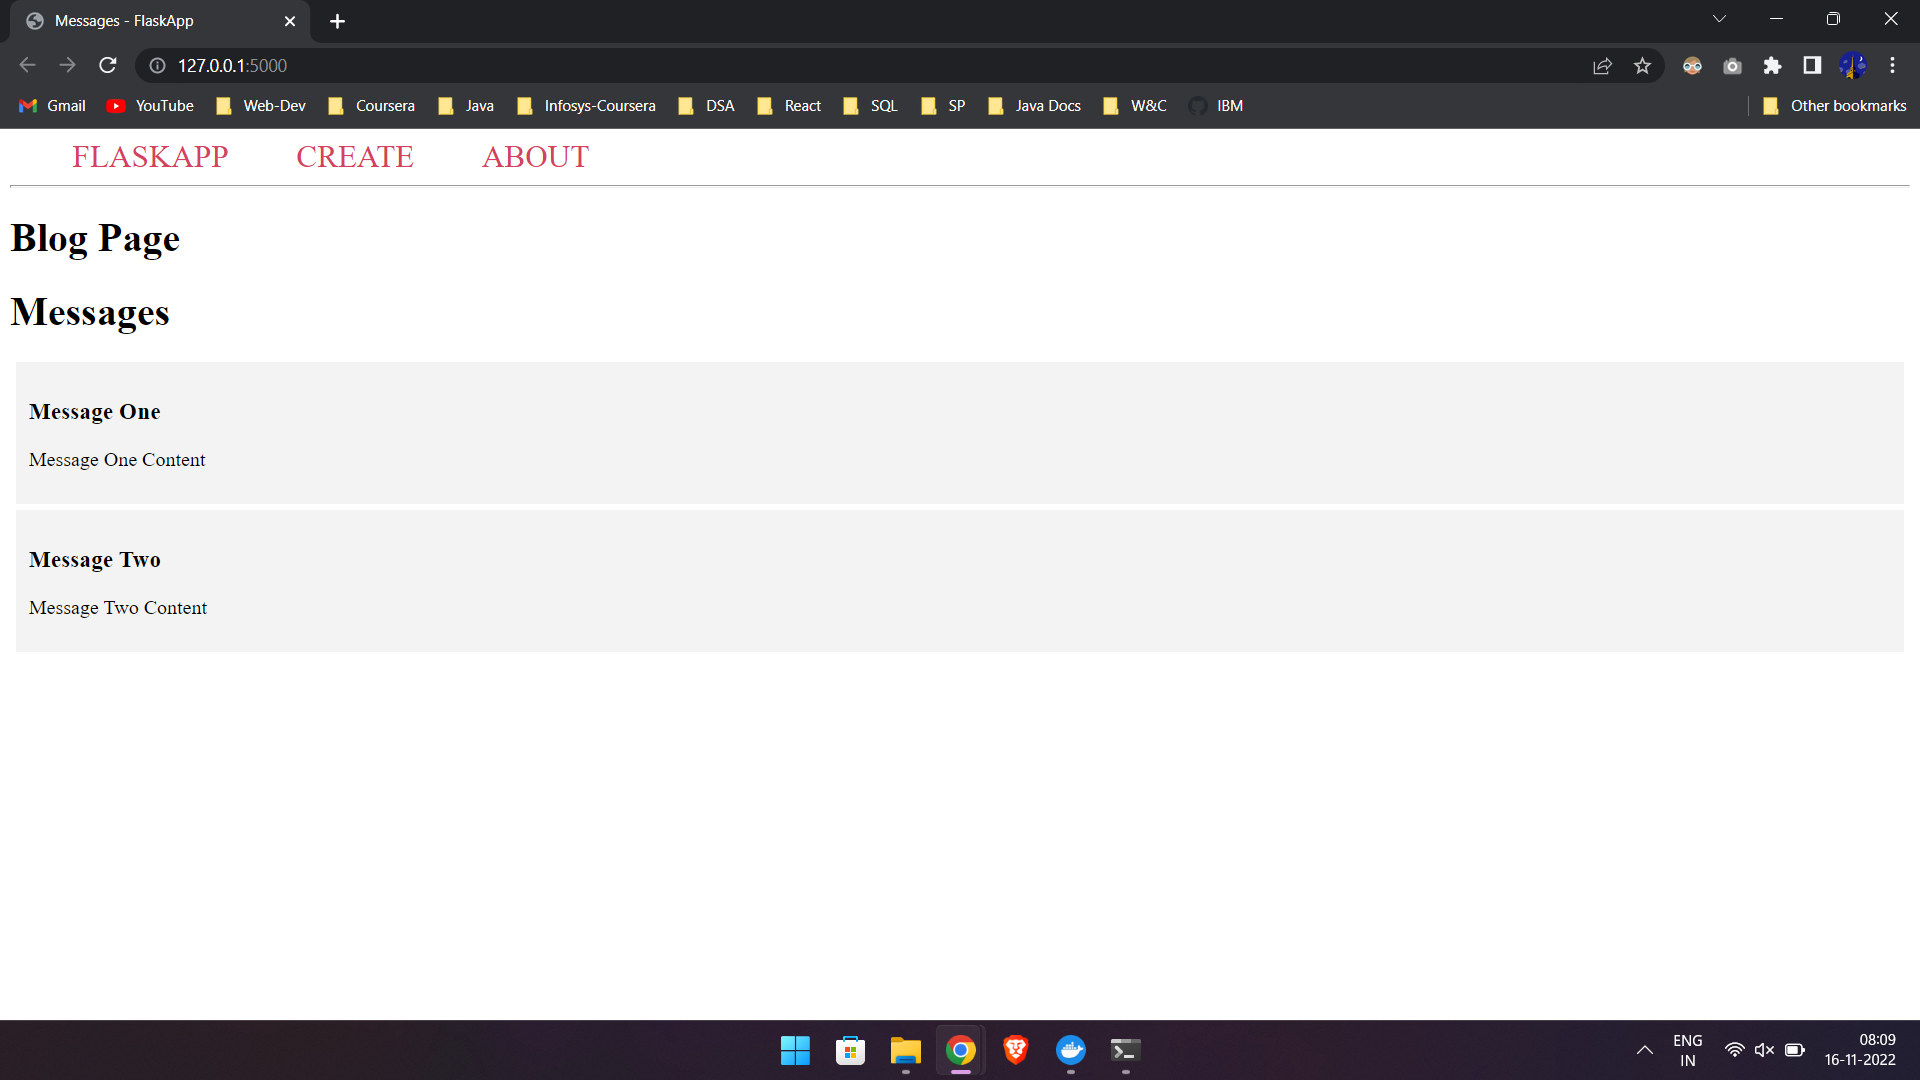 Messages - FlaskApp
127.0.0.1:5000
Gmail YouTube Web-Dev Coursera Java Infosys-Coursera DSA React SQL SP Java Docs W&C IBM Other bookmarks
FLASKAPP CREATE ABOUT
Blog Page
Messages
Message One
Message One Content
Message Two
Message Two Content
ENG 08:09
IN 16-11-2022